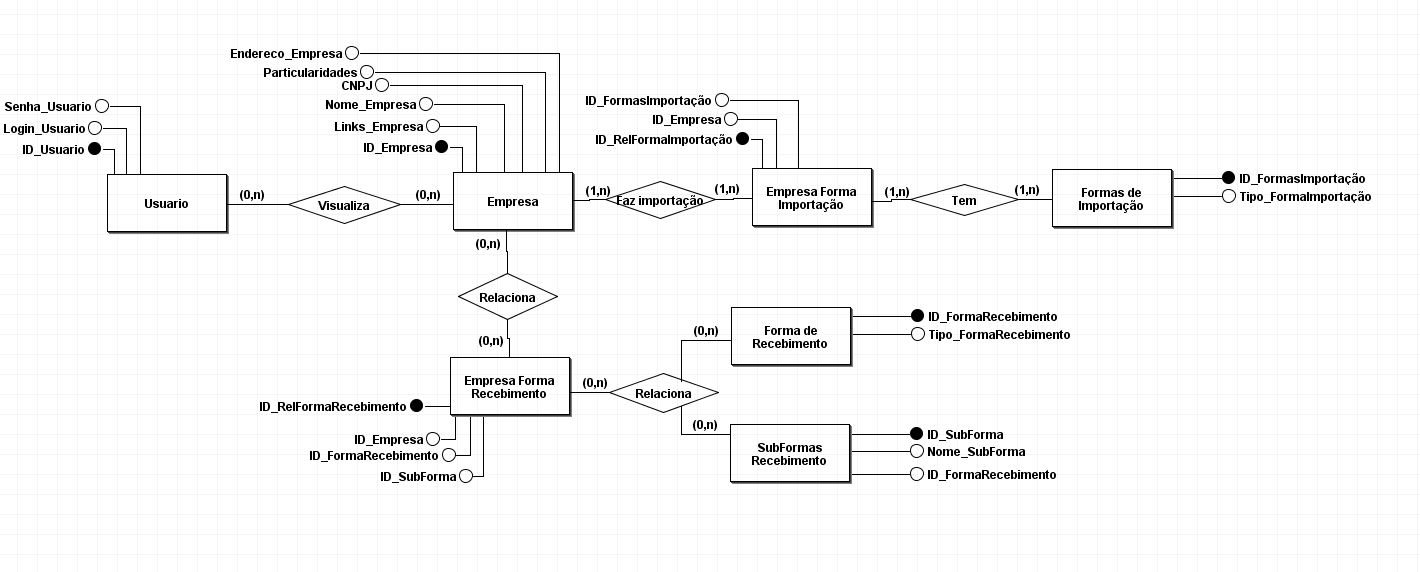 Endereco_Empresa
Particularidades
CNPJ
Nome_Empresa
Links_Empresa
ID_Empresa
Senha_Usuario
Login_Usuario
ID_Usuario
ID_FormasImportação
ID_Empresa
ID_RelFormaImportação
Usuario
(0,n)
Visualiza
(0,n)
Empresa
(1,n)
Faz importação
(1,n)
Empresa Forma
Importação
(1,n)
Tem
(1,n)
Formas de
Importação
ID_FormasImportação
Tipo_FormaImportação
(0,n)
Relaciona
(0,n)
Empresa Forma
Recebimento
ID_RelFormaRecebimento
ID_Empresa
ID_FormaRecebimento
ID_SubForma
(0,n)
Relaciona
(0,n)
Forma de
Recebimento
ID_FormaRecebimento
Tipo_FormaRecebimento
(0,n)
SubFormas
Recebimento
ID_SubForma
Nome_SubForma
ID_FormaRecebimento